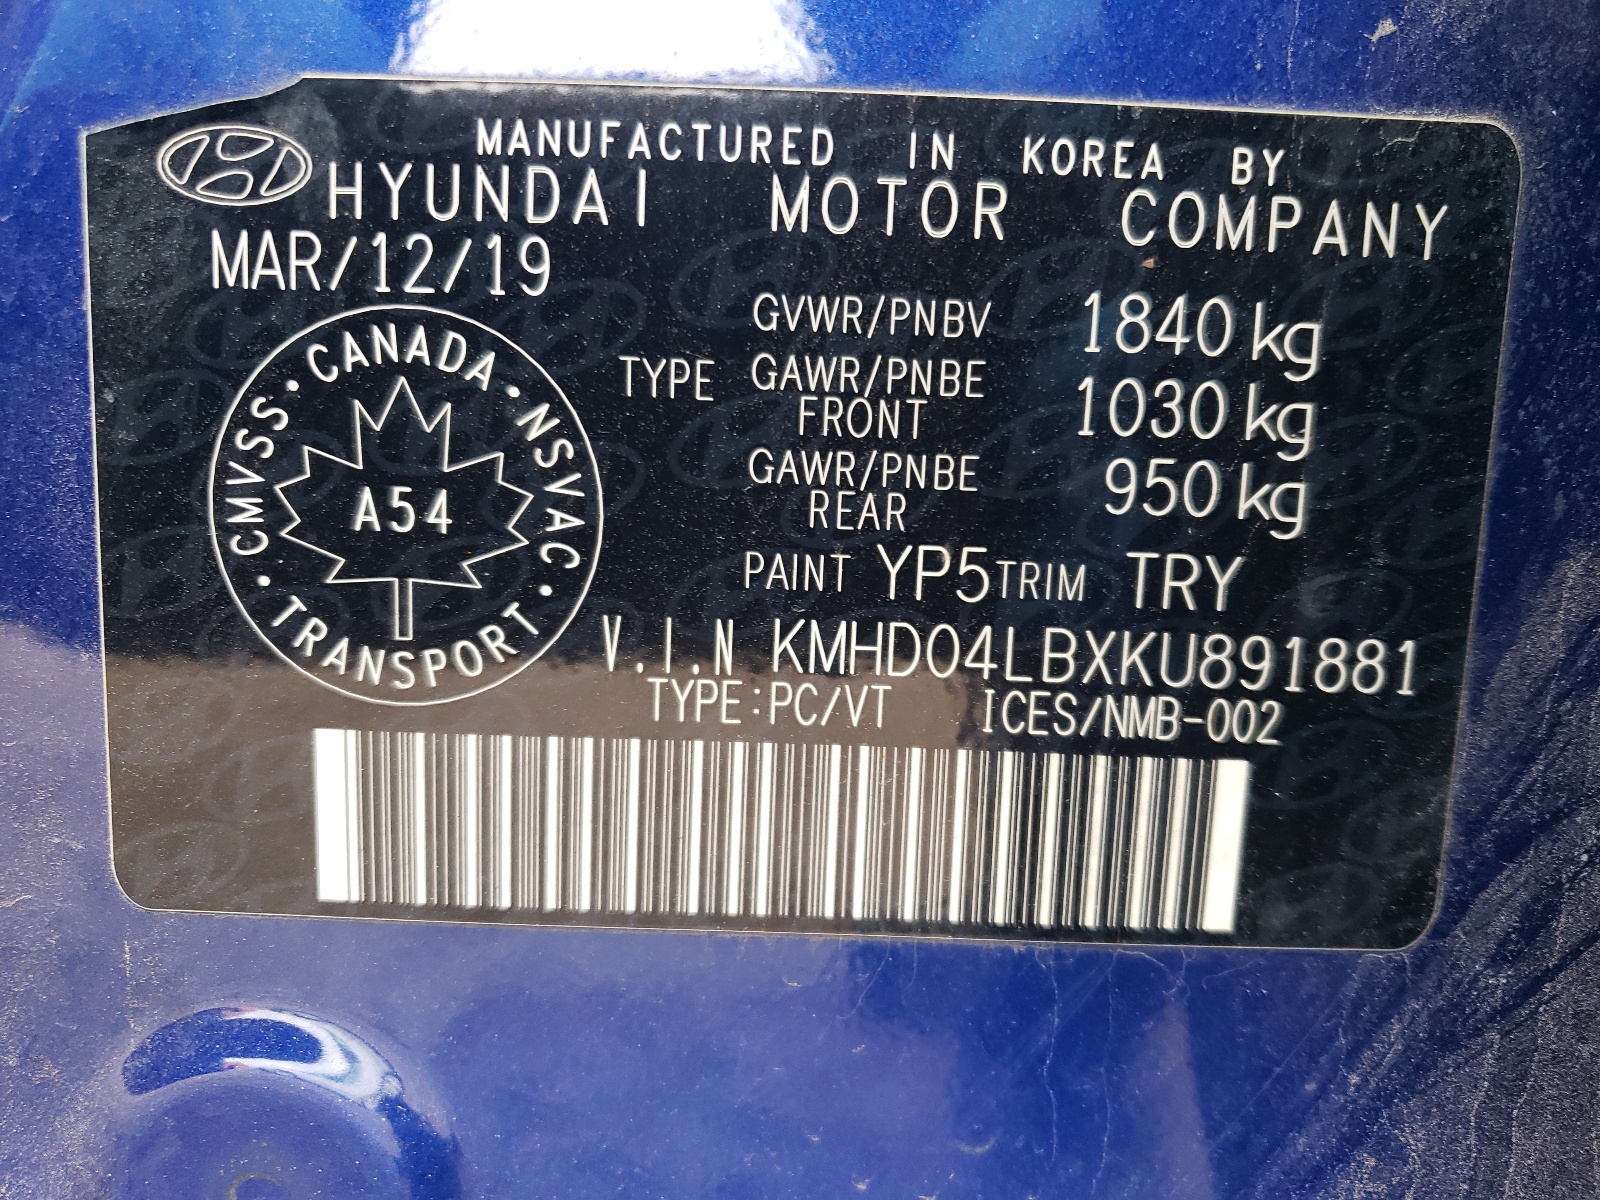 MANUFACTURED IN KOREA BY
HYUNDAI MOTOR COMPANY
MAR/12/19
GVWR/PNBV 1840 kg
TYPE GAWR/PNBE FRONT 1030 kg
GAWR/PNBE REAR 950 kg
PAINT YP5 TRIM TRY
V.I.N KMHD04LBXKU891881
TYPE:PC/VT ICES/NMB-002
CANADA · NSVAC · TRANSPORT · CMVSS ·
A54